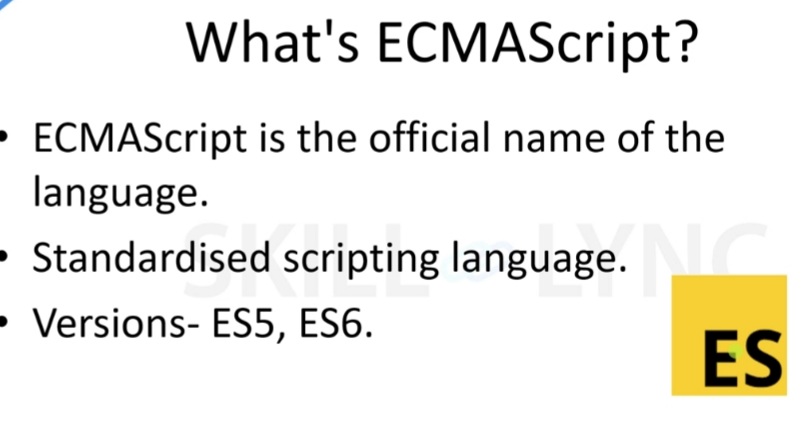 What's ECMAScript?
• ECMAScript is the official name of the
language.
• Standardised scripting language.
• Versions- ES5, ES6.
SKILL LYNC
ES